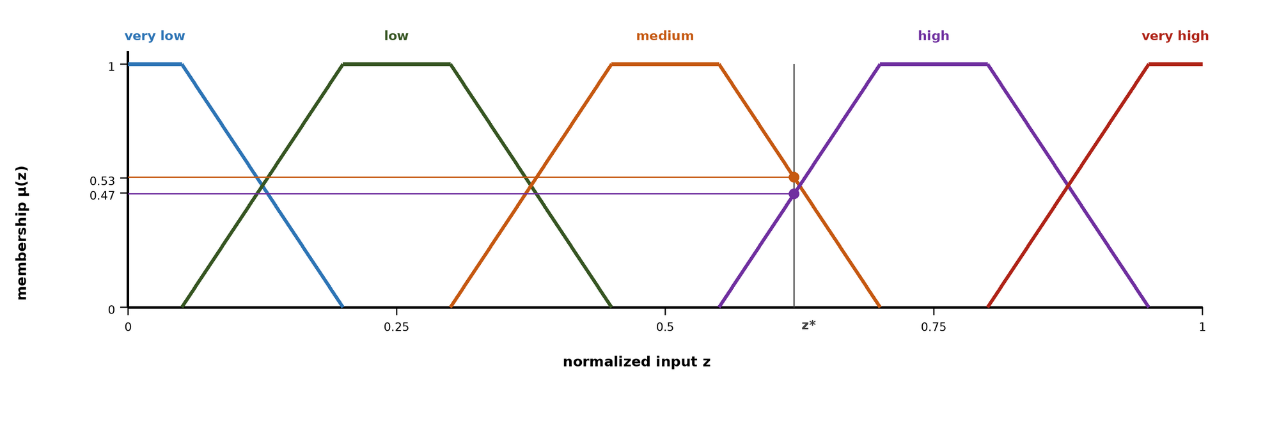 very low
low
medium
high
very high
membership μ(z)
1
0.53
0.47
0
0
0.25
0.5
z*
0.75
1
normalized input z